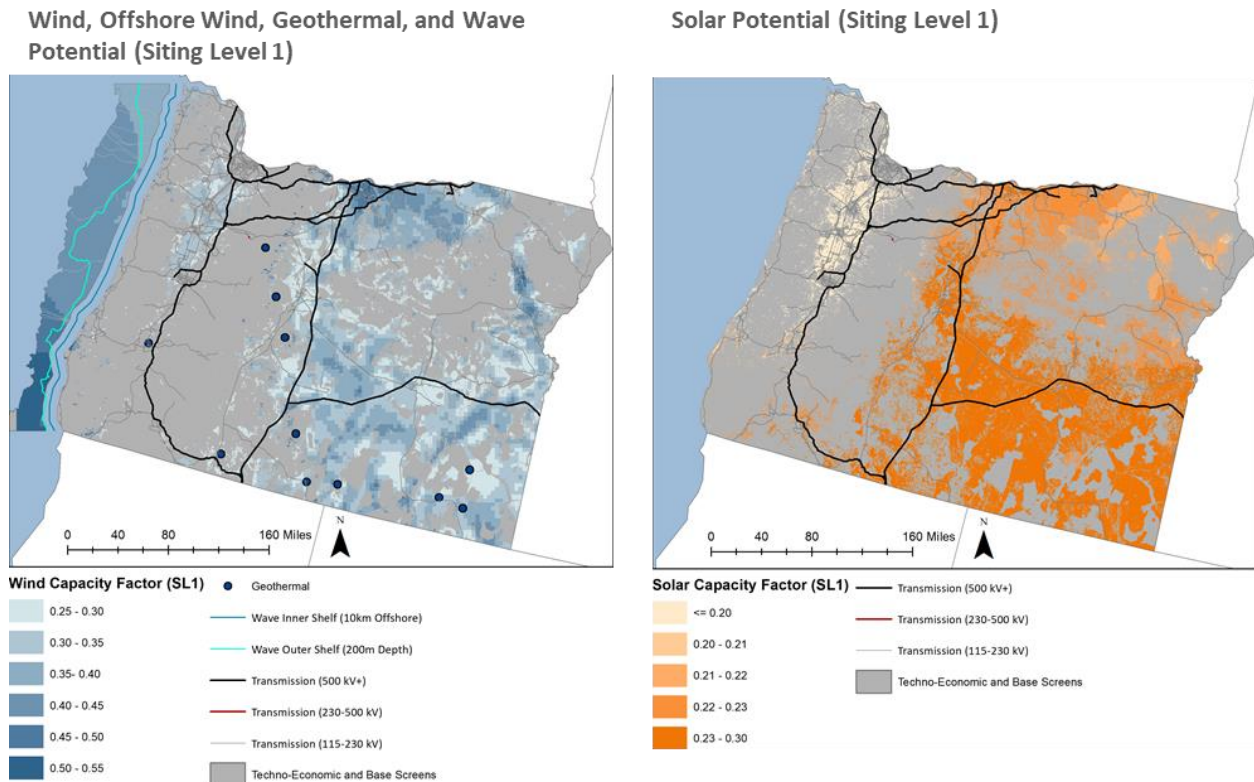 Wind, Offshore Wind, Geothermal, and Wave
Potential (Siting Level 1)
0 40 80 160 Miles
N
Wind Capacity Factor (SL1)
0.25 - 0.30
0.30 - 0.35
0.35- 0.40
0.40 - 0.45
0.45 - 0.50
0.50 - 0.55
Geothermal
Wave Inner Shelf (10km Offshore)
Wave Outer Shelf (200m Depth)
Transmission (500 kV+)
Transmission (230-500 kV)
Transmission (115-230 kV)
Techno-Economic and Base Screens
Solar Potential (Siting Level 1)
0 40 80 160 Miles
N
Solar Capacity Factor (SL1)
<= 0.20
0.20 - 0.21
0.21 - 0.22
0.22 - 0.23
0.23 - 0.30
Transmission (500 kV+)
Transmission (230-500 kV)
Transmission (115-230 kV)
Techno-Economic and Base Screens